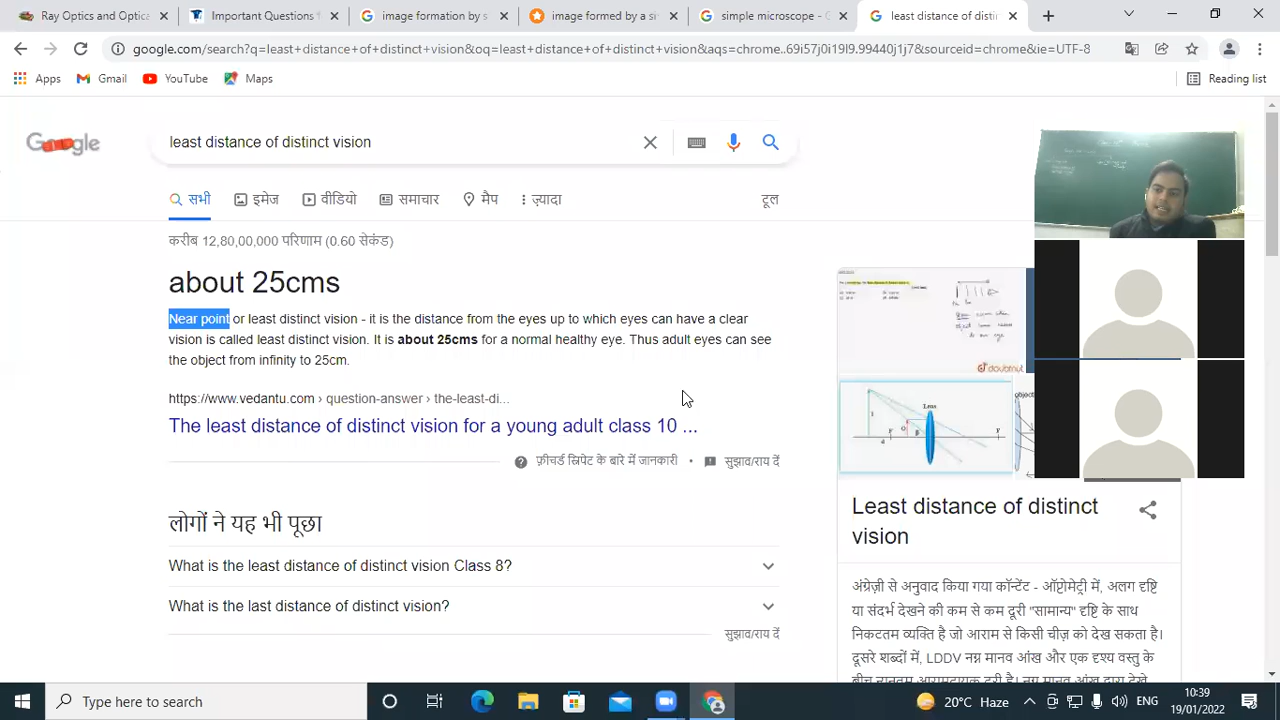 Ray Optics and Optica
Important Questions f
image formation by s
image formed by a si
simple microscope - G
least distance of distin
google.com/search?q=least+distance+of+distinct+vision&oq=least+distance+of+distinct+vision&aqs=chrome..69i57j0i19l9.99440j1j7&sourceid=chrome&ie=UTF-8
Apps
Gmail
YouTube
Maps
Reading list
Google
least distance of distinct vision
सभी
इमेज
वीडियो
समाचार
मैप
ज़्यादा
टूल
करीब 12,80,00,000 परिणाम (0.60 सेकंड)
about 25cms
Near point or least distinct vision - it is the distance from the eyes up to which eyes can have a clear
vision is called least distinct vision. It is about 25cms for a normal healthy eye. Thus adult eyes can see
the object from infinity to 25cm.
https://www.vedantu.com › question-answer › the-least-di...
The least distance of distinct vision for a young adult class 10 ...
फ़ीचर्ड स्निपेट के बारे में जानकारी
• सुझाव/राय दें
लोगों ने यह भी पूछा
What is the least distance of distinct vision Class 8?
What is the last distance of distinct vision?
सुझाव/राय दें
doubtnut
Lens
Least distance of distinct
vision
अंग्रेज़ी से अनुवाद किया गया कॉन्टेंट - ऑप्टोमेट्री में, अलग दृष्टि
या संदर्भ देखने की कम से कम दूरी "सामान्य" दृष्टि के साथ
निकटतम व्यक्ति है जो आराम से किसी चीज़ को देख सकता है।
दूसरे शब्दों में, LDDV नग्न मानव आंख और एक दृश्य वस्तु के
Type here to search
20°C Haze
ENG
10:39
19/01/2022